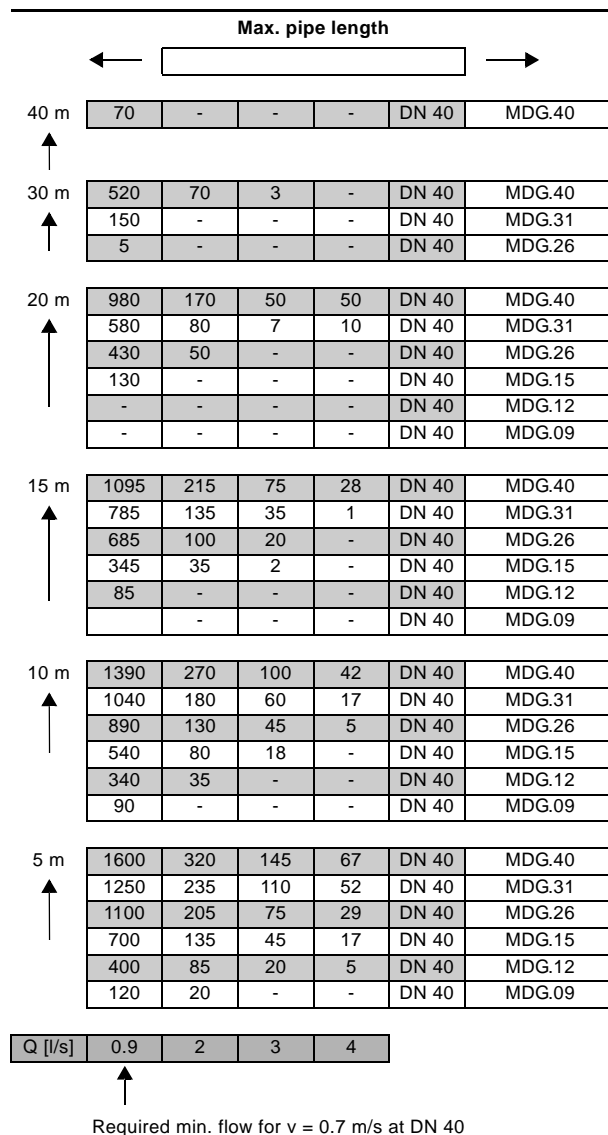 Max. pipe length
40 m 70 - - - DN 40 MDG.40
30 m 520 70 3 - DN 40 MDG.40
150 - - - DN 40 MDG.31
5 - - - DN 40 MDG.26
20 m 980 170 50 50 DN 40 MDG.40
580 80 7 10 DN 40 MDG.31
430 50 - - DN 40 MDG.26
130 - - - DN 40 MDG.15
- - - - DN 40 MDG.12
- - - - DN 40 MDG.09
15 m 1095 215 75 28 DN 40 MDG.40
785 135 35 1 DN 40 MDG.31
685 100 20 - DN 40 MDG.26
345 35 2 - DN 40 MDG.15
85 - - - DN 40 MDG.12
- - - DN 40 MDG.09
10 m 1390 270 100 42 DN 40 MDG.40
1040 180 60 17 DN 40 MDG.31
890 130 45 5 DN 40 MDG.26
540 80 18 - DN 40 MDG.15
340 35 - - DN 40 MDG.12
90 - - - DN 40 MDG.09
5 m 1600 320 145 67 DN 40 MDG.40
1250 235 110 52 DN 40 MDG.31
1100 205 75 29 DN 40 MDG.26
700 135 45 17 DN 40 MDG.15
400 85 20 5 DN 40 MDG.12
120 20 - - DN 40 MDG.09
Q [l/s] 0.9 2 3 4
Required min. flow for v = 0.7 m/s at DN 40